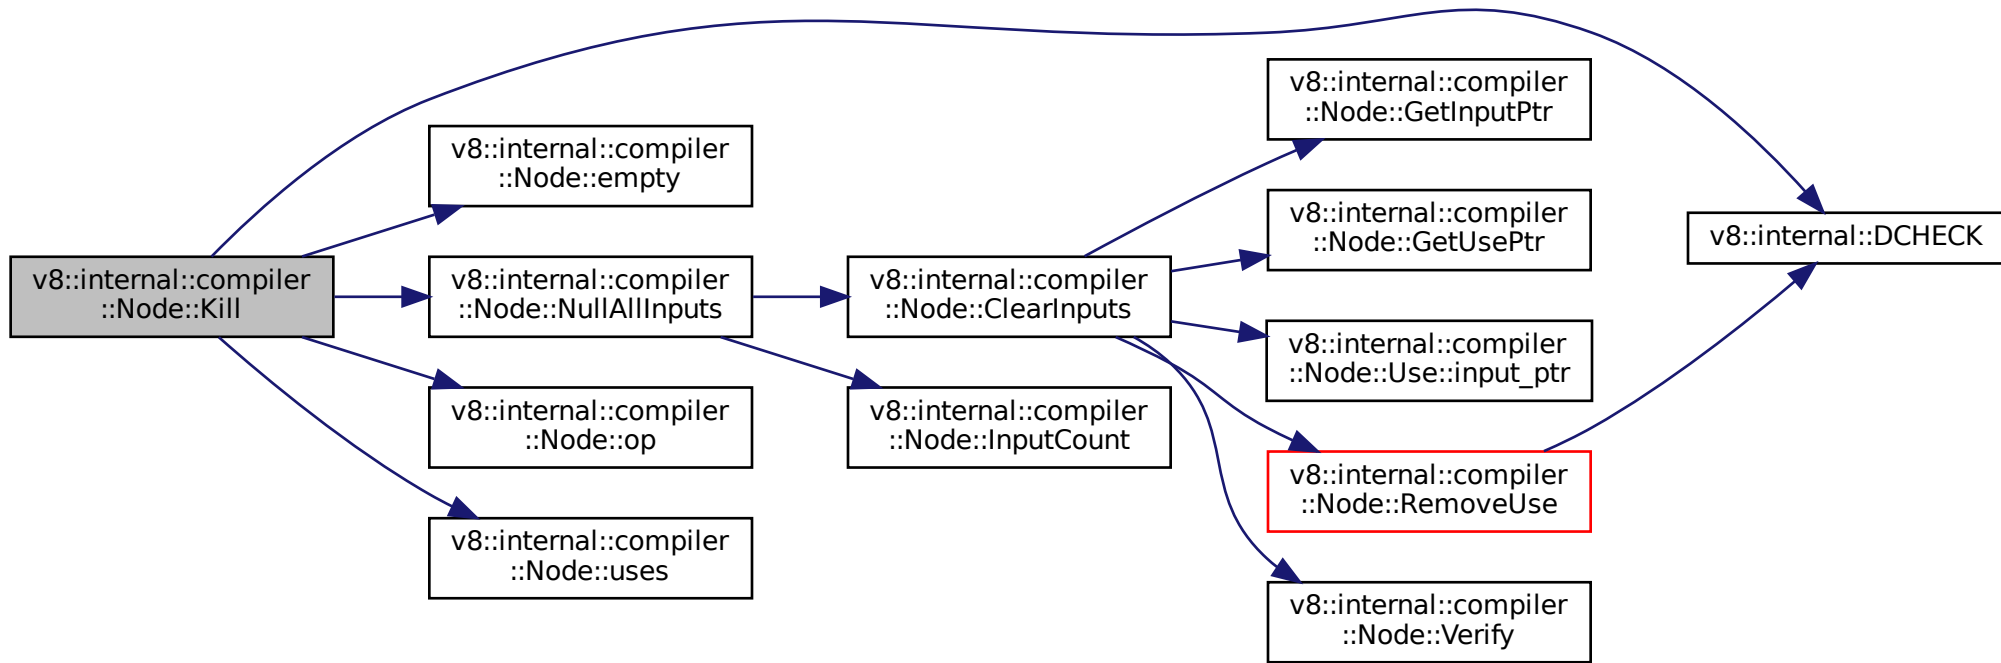 v8::internal::compiler
::Node::Kill
v8::internal::compiler
::Node::empty
v8::internal::compiler
::Node::NullAllInputs
v8::internal::compiler
::Node::op
v8::internal::compiler
::Node::uses
v8::internal::compiler
::Node::ClearInputs
v8::internal::compiler
::Node::InputCount
v8::internal::compiler
::Node::GetInputPtr
v8::internal::compiler
::Node::GetUsePtr
v8::internal::compiler
::Node::Use::input_ptr
v8::internal::compiler
::Node::RemoveUse
v8::internal::compiler
::Node::Verify
v8::internal::DCHECK